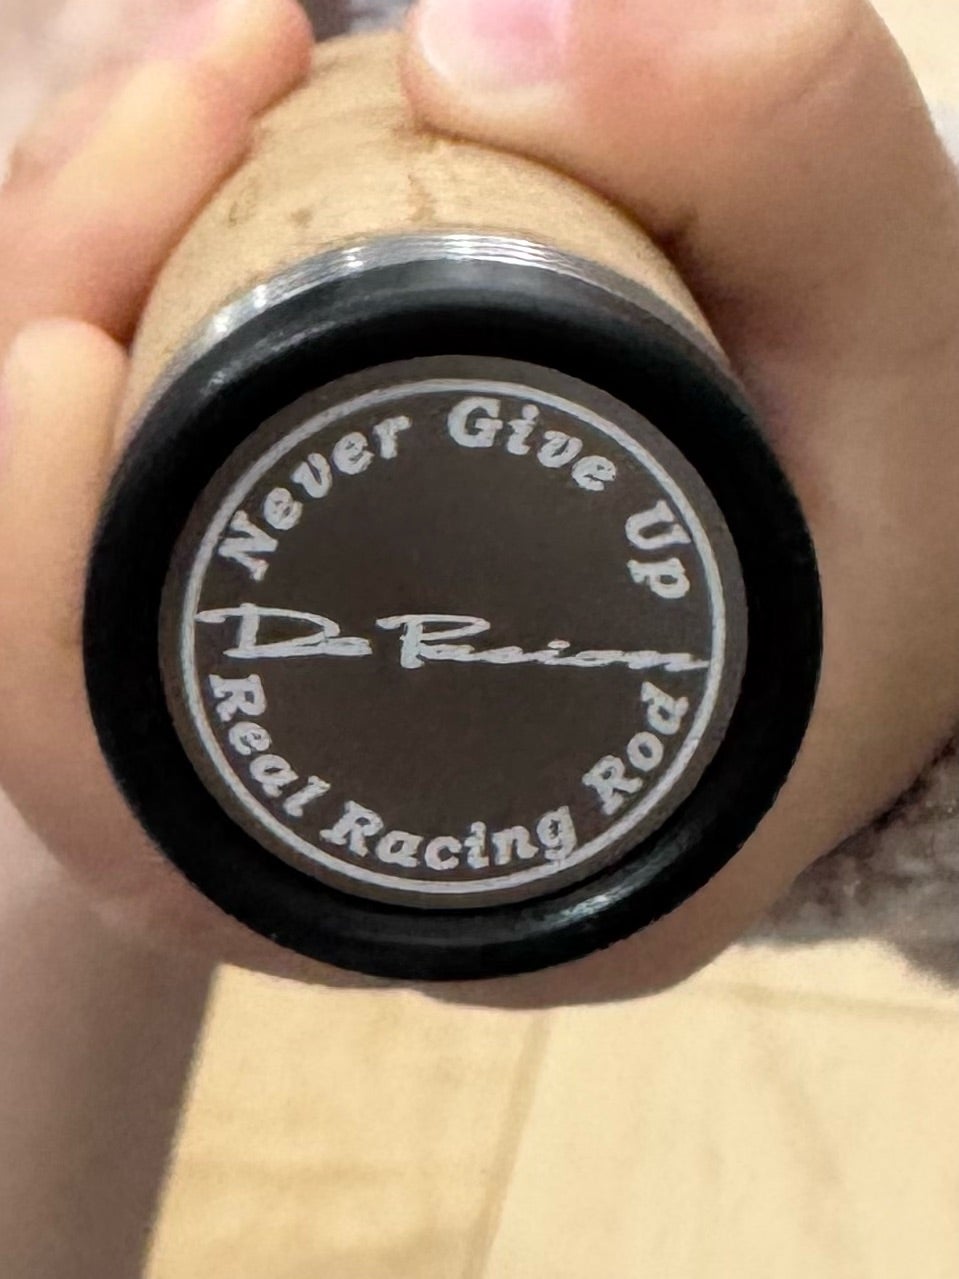 Never Give Up
Real Racing Rod